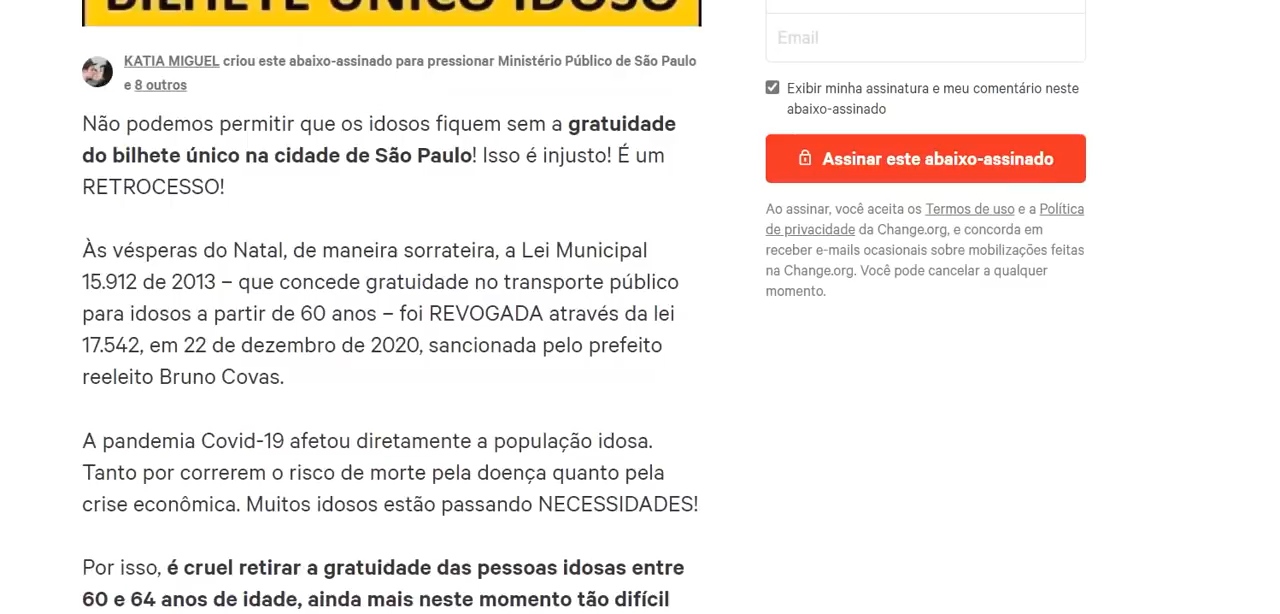 BILHETE ÚNICO IDOSO
KATIA MIGUEL criou este abaixo-assinado para pressionar Ministério Público de São Paulo
e 8 outros
Não podemos permitir que os idosos fiquem sem a gratuidade
do bilhete único na cidade de São Paulo! Isso é injusto! É um
RETROCESSO!
Às vésperas do Natal, de maneira sorrateira, a Lei Municipal
15.912 de 2013 – que concede gratuidade no transporte público
para idosos a partir de 60 anos – foi REVOGADA através da lei
17.542, em 22 de dezembro de 2020, sancionada pelo prefeito
reeleito Bruno Covas.
A pandemia Covid-19 afetou diretamente a população idosa.
Tanto por correrem o risco de morte pela doença quanto pela
crise econômica. Muitos idosos estão passando NECESSIDADES!
Por isso, é cruel retirar a gratuidade das pessoas idosas entre
60 e 64 anos de idade, ainda mais neste momento tão difícil
Email
Exibir minha assinatura e meu comentário neste
abaixo-assinado
Assinar este abaixo-assinado
Ao assinar, você aceita os Termos de uso e a Política
de privacidade da Change.org, e concorda em
receber e-mails ocasionais sobre mobilizações feitas
na Change.org. Você pode cancelar a qualquer
momento.